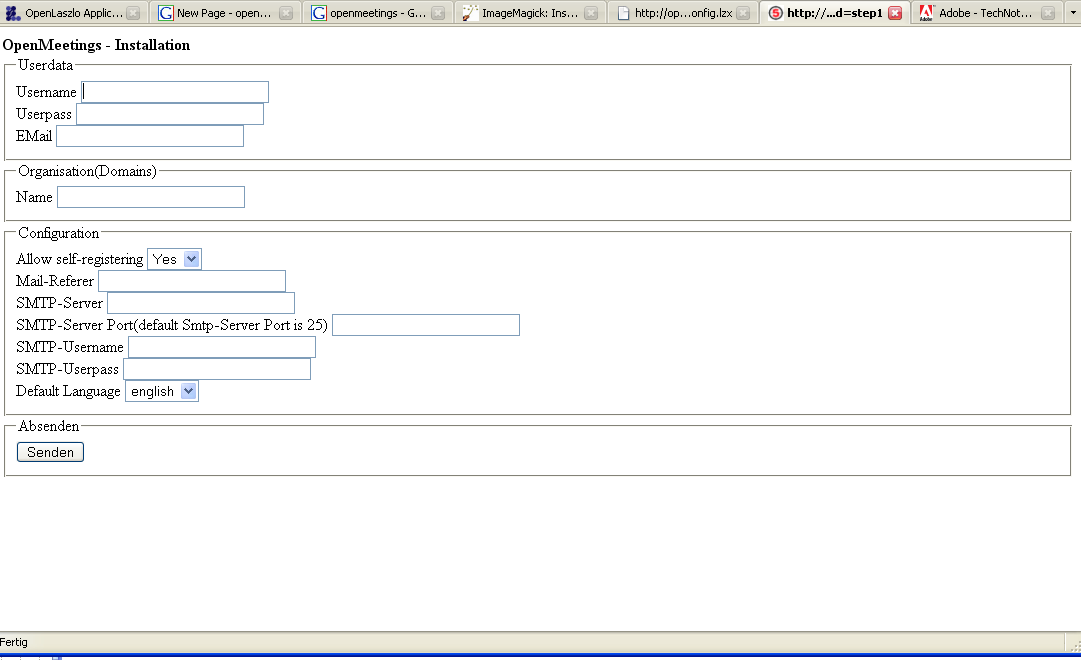 OpenLaszlo Applic... New Page - open... openmeetings - G... ImageMagick: Ins... http://op...onfig.lzx http://...d=step1 Adobe - TechNot...
OpenMeetings - Installation
Userdata
Username
Userpass
EMail
Organisation(Domains)
Name
Configuration
Allow self-registering Yes
Mail-Referer
SMTP-Server
SMTP-Server Port(default Smtp-Server Port is 25)
SMTP-Username
SMTP-Userpass
Default Language english
Absenden
Senden
Fertig